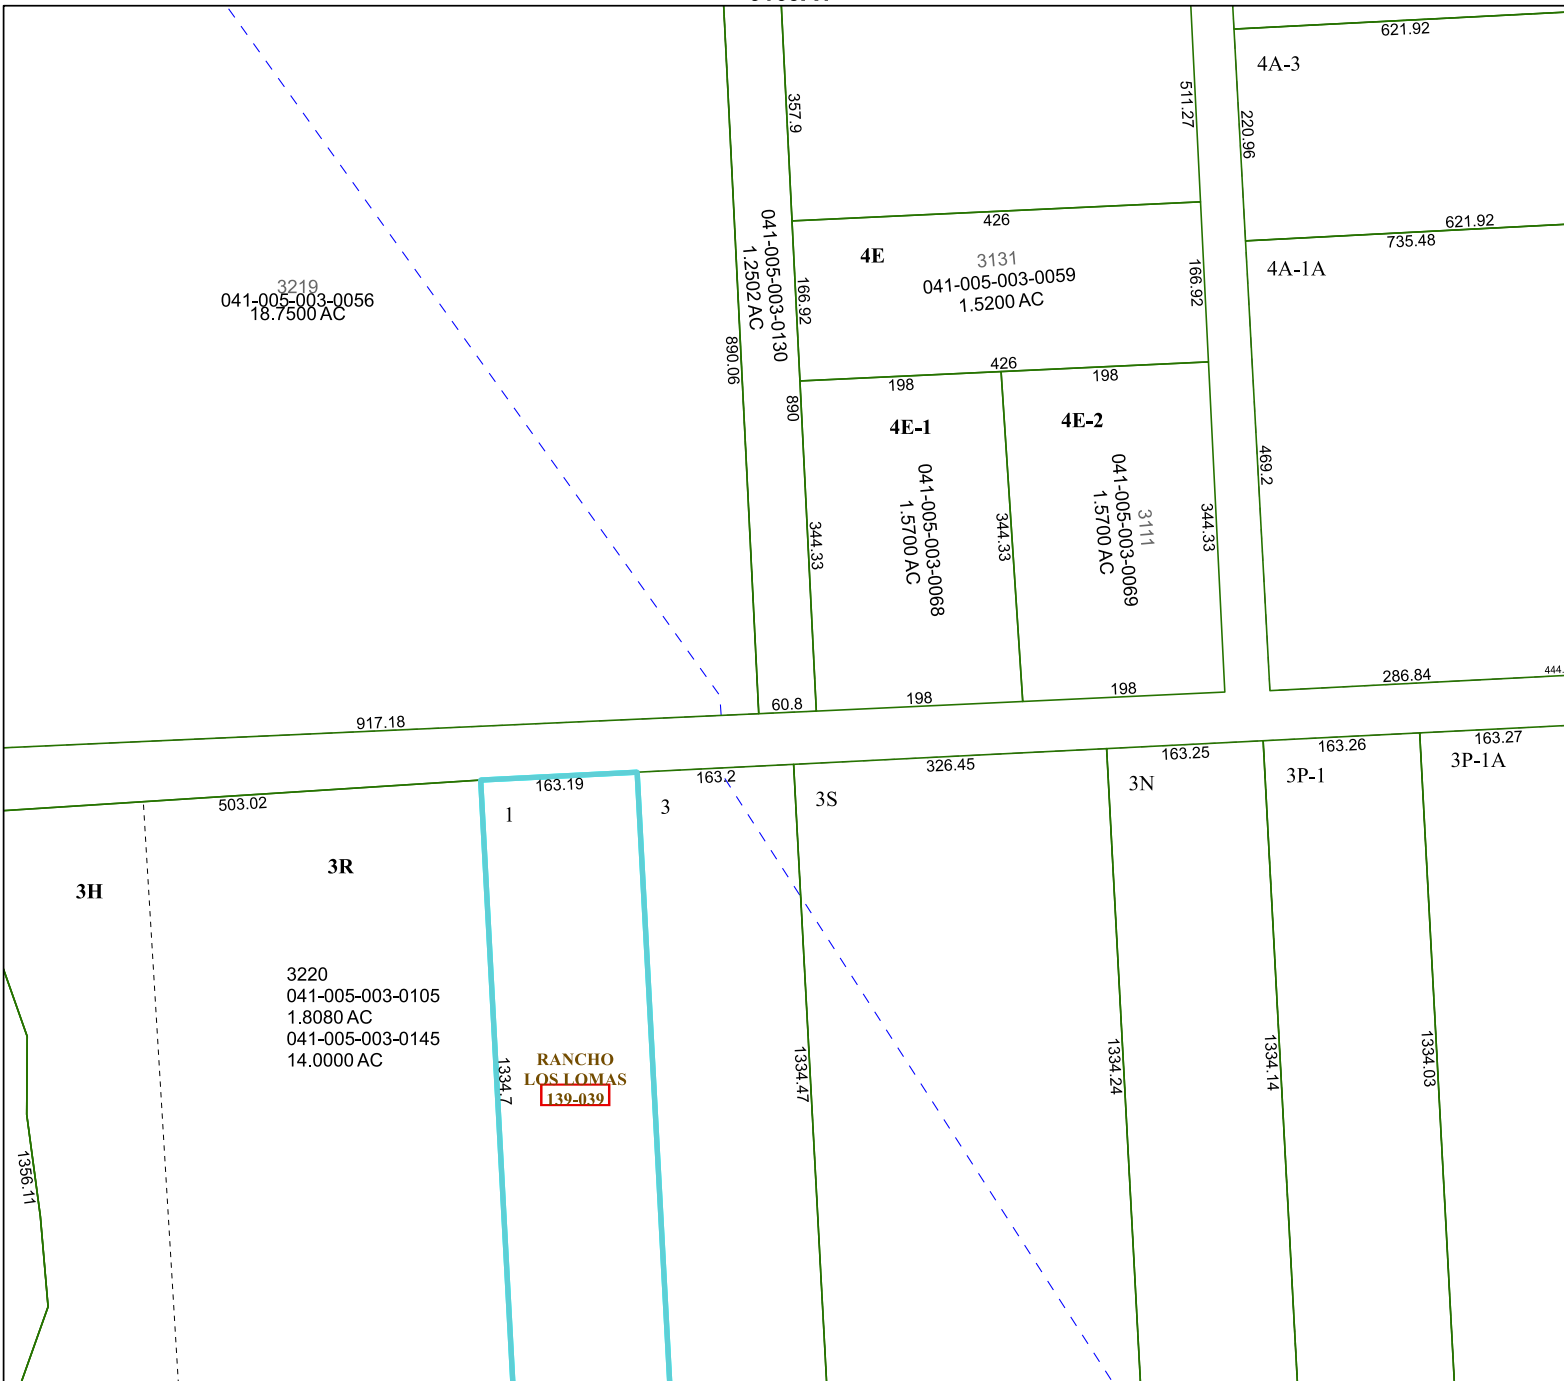 621.92
4A-3
357.9
511.27
220.96
426
621.92
735.48
4E
3131
041-005-003-0059
1.5200 AC
4A-1A
041-005-003-0130
1.2502 AC
166.92
166.92
3219
041-005-003-0056
18.7500 AC
890.06
426
198
198
890
4E-1
4E-2
469.2
041-005-003-0068
1.5700 AC
3111
041-005-003-0069
1.5700 AC
344.33
344.33
344.33
286.84
444.
917.18
60.8
198
198
503.02
163.19
163.2
326.45
163.25
163.26
163.27
1
3
3S
3N
3P-1
3P-1A
3H
3R
3220
041-005-003-0105
1.8080 AC
041-005-003-0145
14.0000 AC
1334.7
RANCHO
LOS LOMAS
139-039
1334.47
1334.24
1334.14
1334.03
1356.11